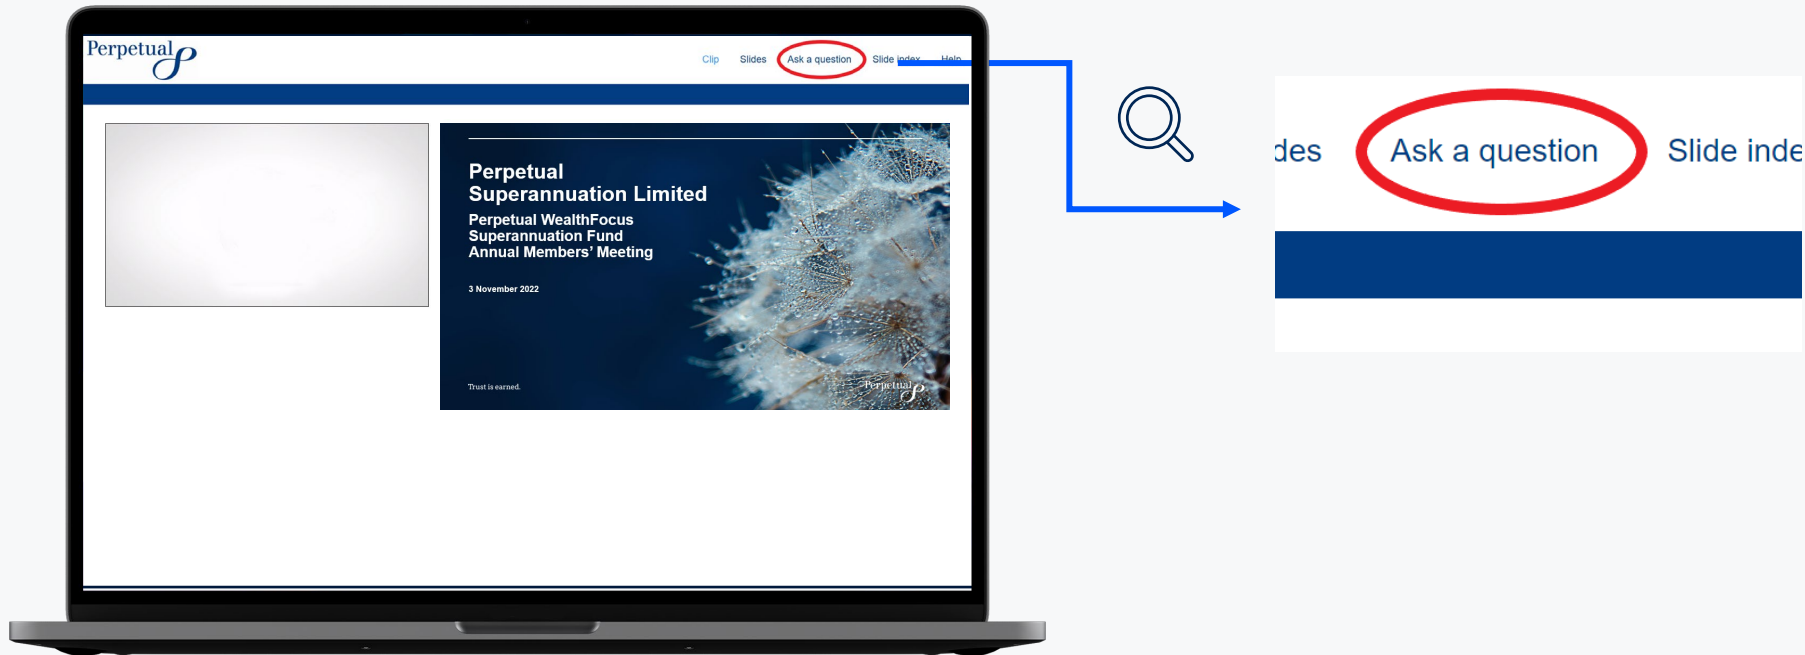 Perpetual
Clip Slides Ask a question Slide index Help
Perpetual
Superannuation Limited
Perpetual WealthFocus
Superannuation Fund
Annual Members' Meeting
3 November 2022
Trust is earned.
Perpetual
des Ask a question Slide inde